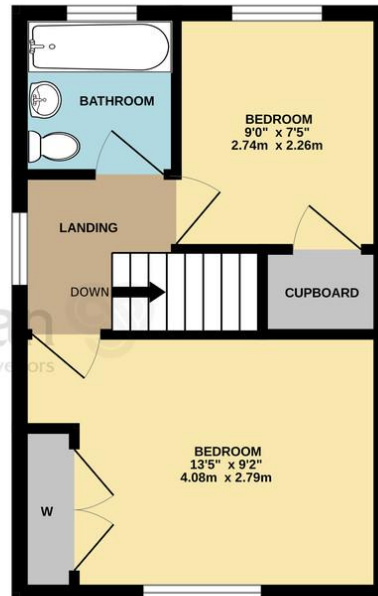 BATHROOM
BEDROOM
9'0" x 7'5"
2.74m x 2.26m
LANDING
DOWN
CUPBOARD
BEDROOM
13'5" x 9'2"
4.08m x 2.79m
W